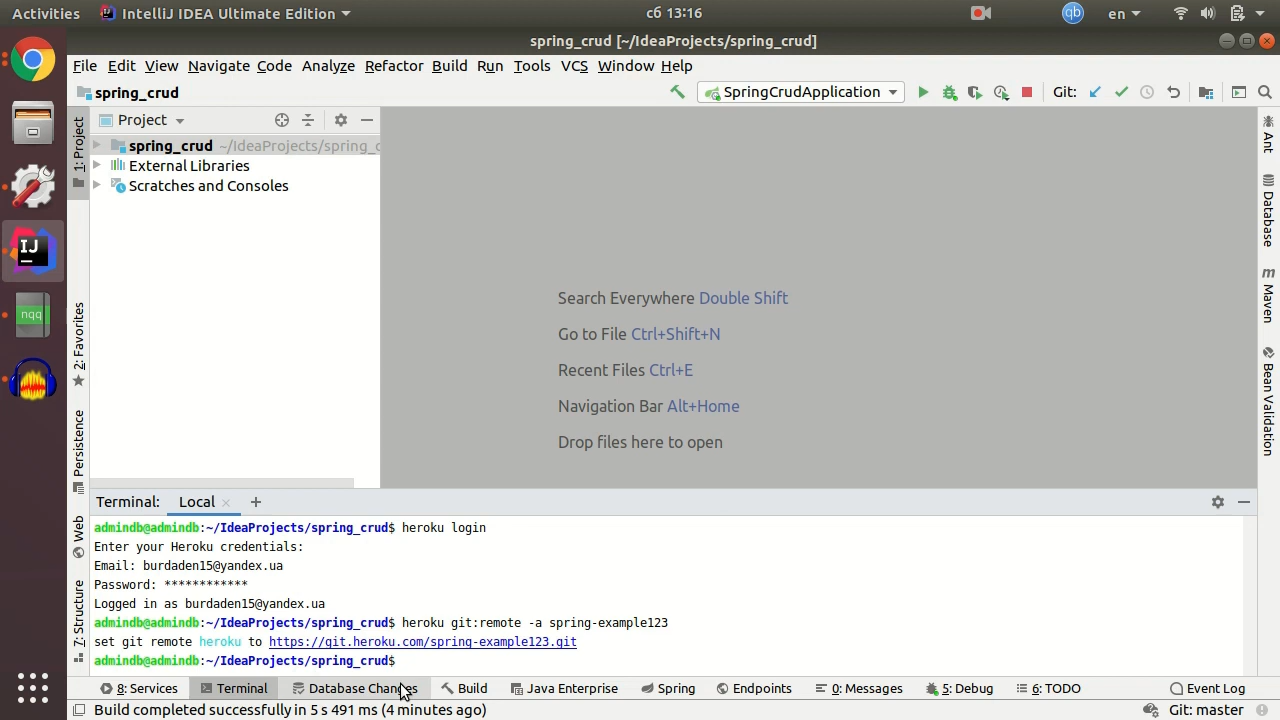 Activities IntelliJ IDEA Ultimate Edition сб 13:16 qb en
spring_crud [~/IdeaProjects/spring_crud]
File Edit View Navigate Code Analyze Refactor Build Run Tools VCS Window Help
spring_crud SpringCrudApplication Git:
1: Project
Project
spring_crud ~/IdeaProjects/spring_c
External Libraries
Scratches and Consoles
IJ
nqq
2: Favorites
Persistence
Web
7: Structure
Ant
Database
m Maven
Bean Validation
Search Everywhere Double Shift
Go to File Ctrl+Shift+N
Recent Files Ctrl+E
Navigation Bar Alt+Home
Drop files here to open
Terminal: Local × +
admindb@admindb:~/IdeaProjects/spring_crud$ heroku login
Enter your Heroku credentials:
Email: burdaden15@yandex.ua
Password: ************
Logged in as burdaden15@yandex.ua
admindb@admindb:~/IdeaProjects/spring_crud$ heroku git:remote -a spring-example123
set git remote heroku to https://git.heroku.com/spring-example123.git
admindb@admindb:~/IdeaProjects/spring_crud$
8: Services Terminal Database Changes Build Java Enterprise Spring Endpoints 0: Messages 5: Debug 6: TODO Event Log
Build completed successfully in 5 s 491 ms (4 minutes ago) Git: master